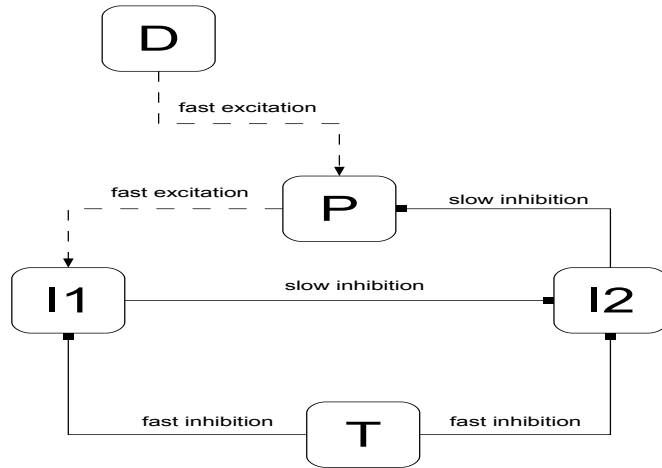 D
fast excitation
fast excitation
P
slow inhibition
I1
slow inhibition
I2
fast inhibition
T
fast inhibition